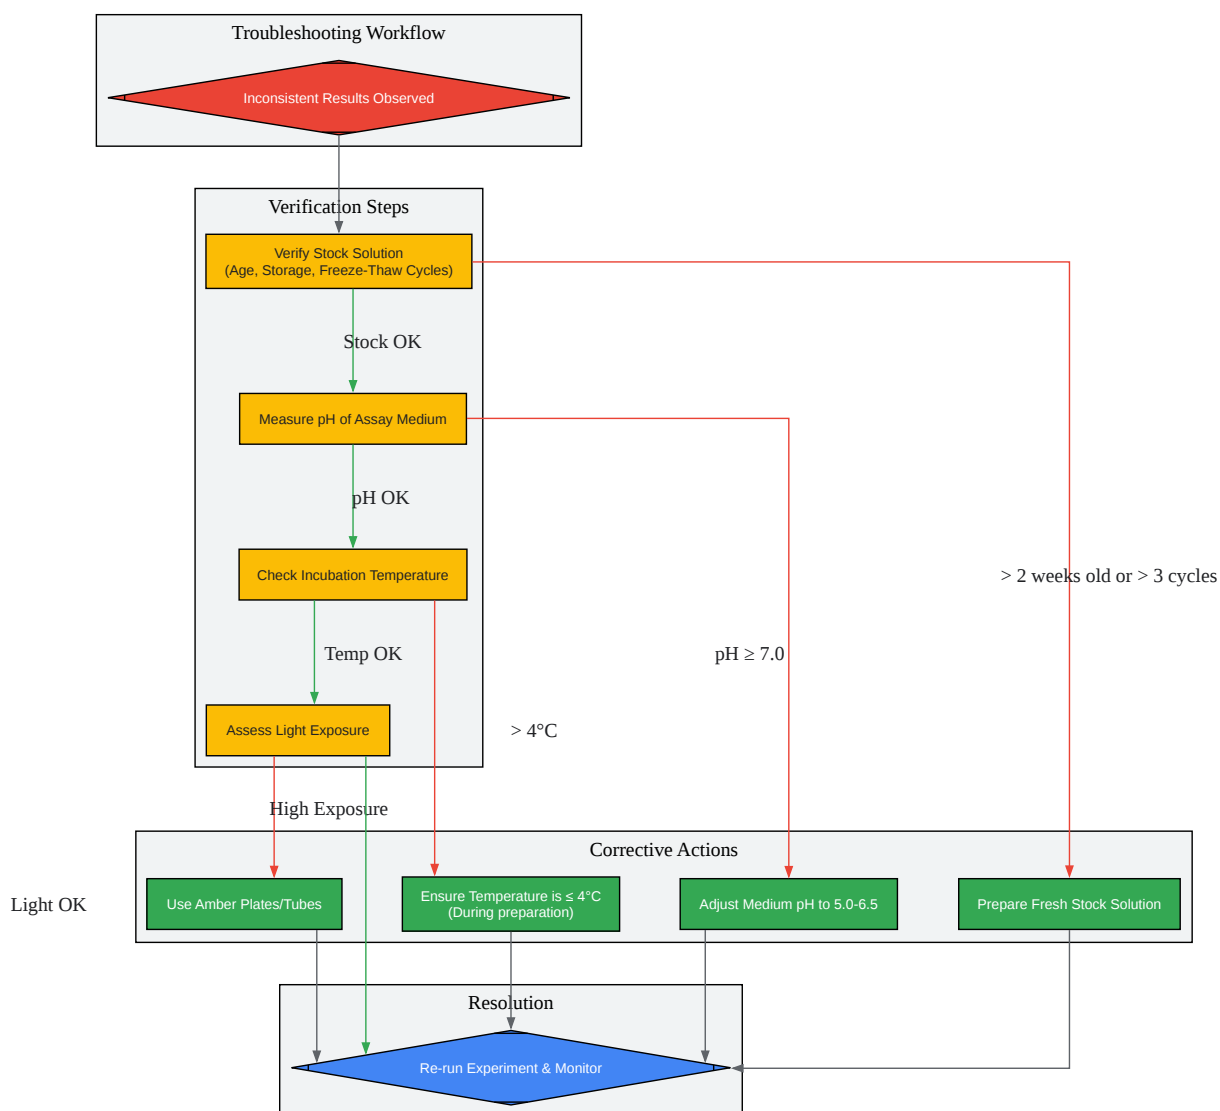 Troubleshooting Workflow
Inconsistent Results Observed
Verification Steps
Verify Stock Solution
(Age, Storage, Freeze-Thaw Cycles)
Stock OK
Measure pH of Assay Medium
pH OK
Check Incubation Temperature
> 2 weeks old or > 3 cycles
Temp OK
pH ≥ 7.0
Assess Light Exposure
> 4°C
High Exposure
Corrective Actions
Light OK
Use Amber Plates/Tubes
Ensure Temperature is ≤ 4°C
(During preparation)
Adjust Medium pH to 5.0-6.5
Prepare Fresh Stock Solution
Resolution
Re-run Experiment & Monitor